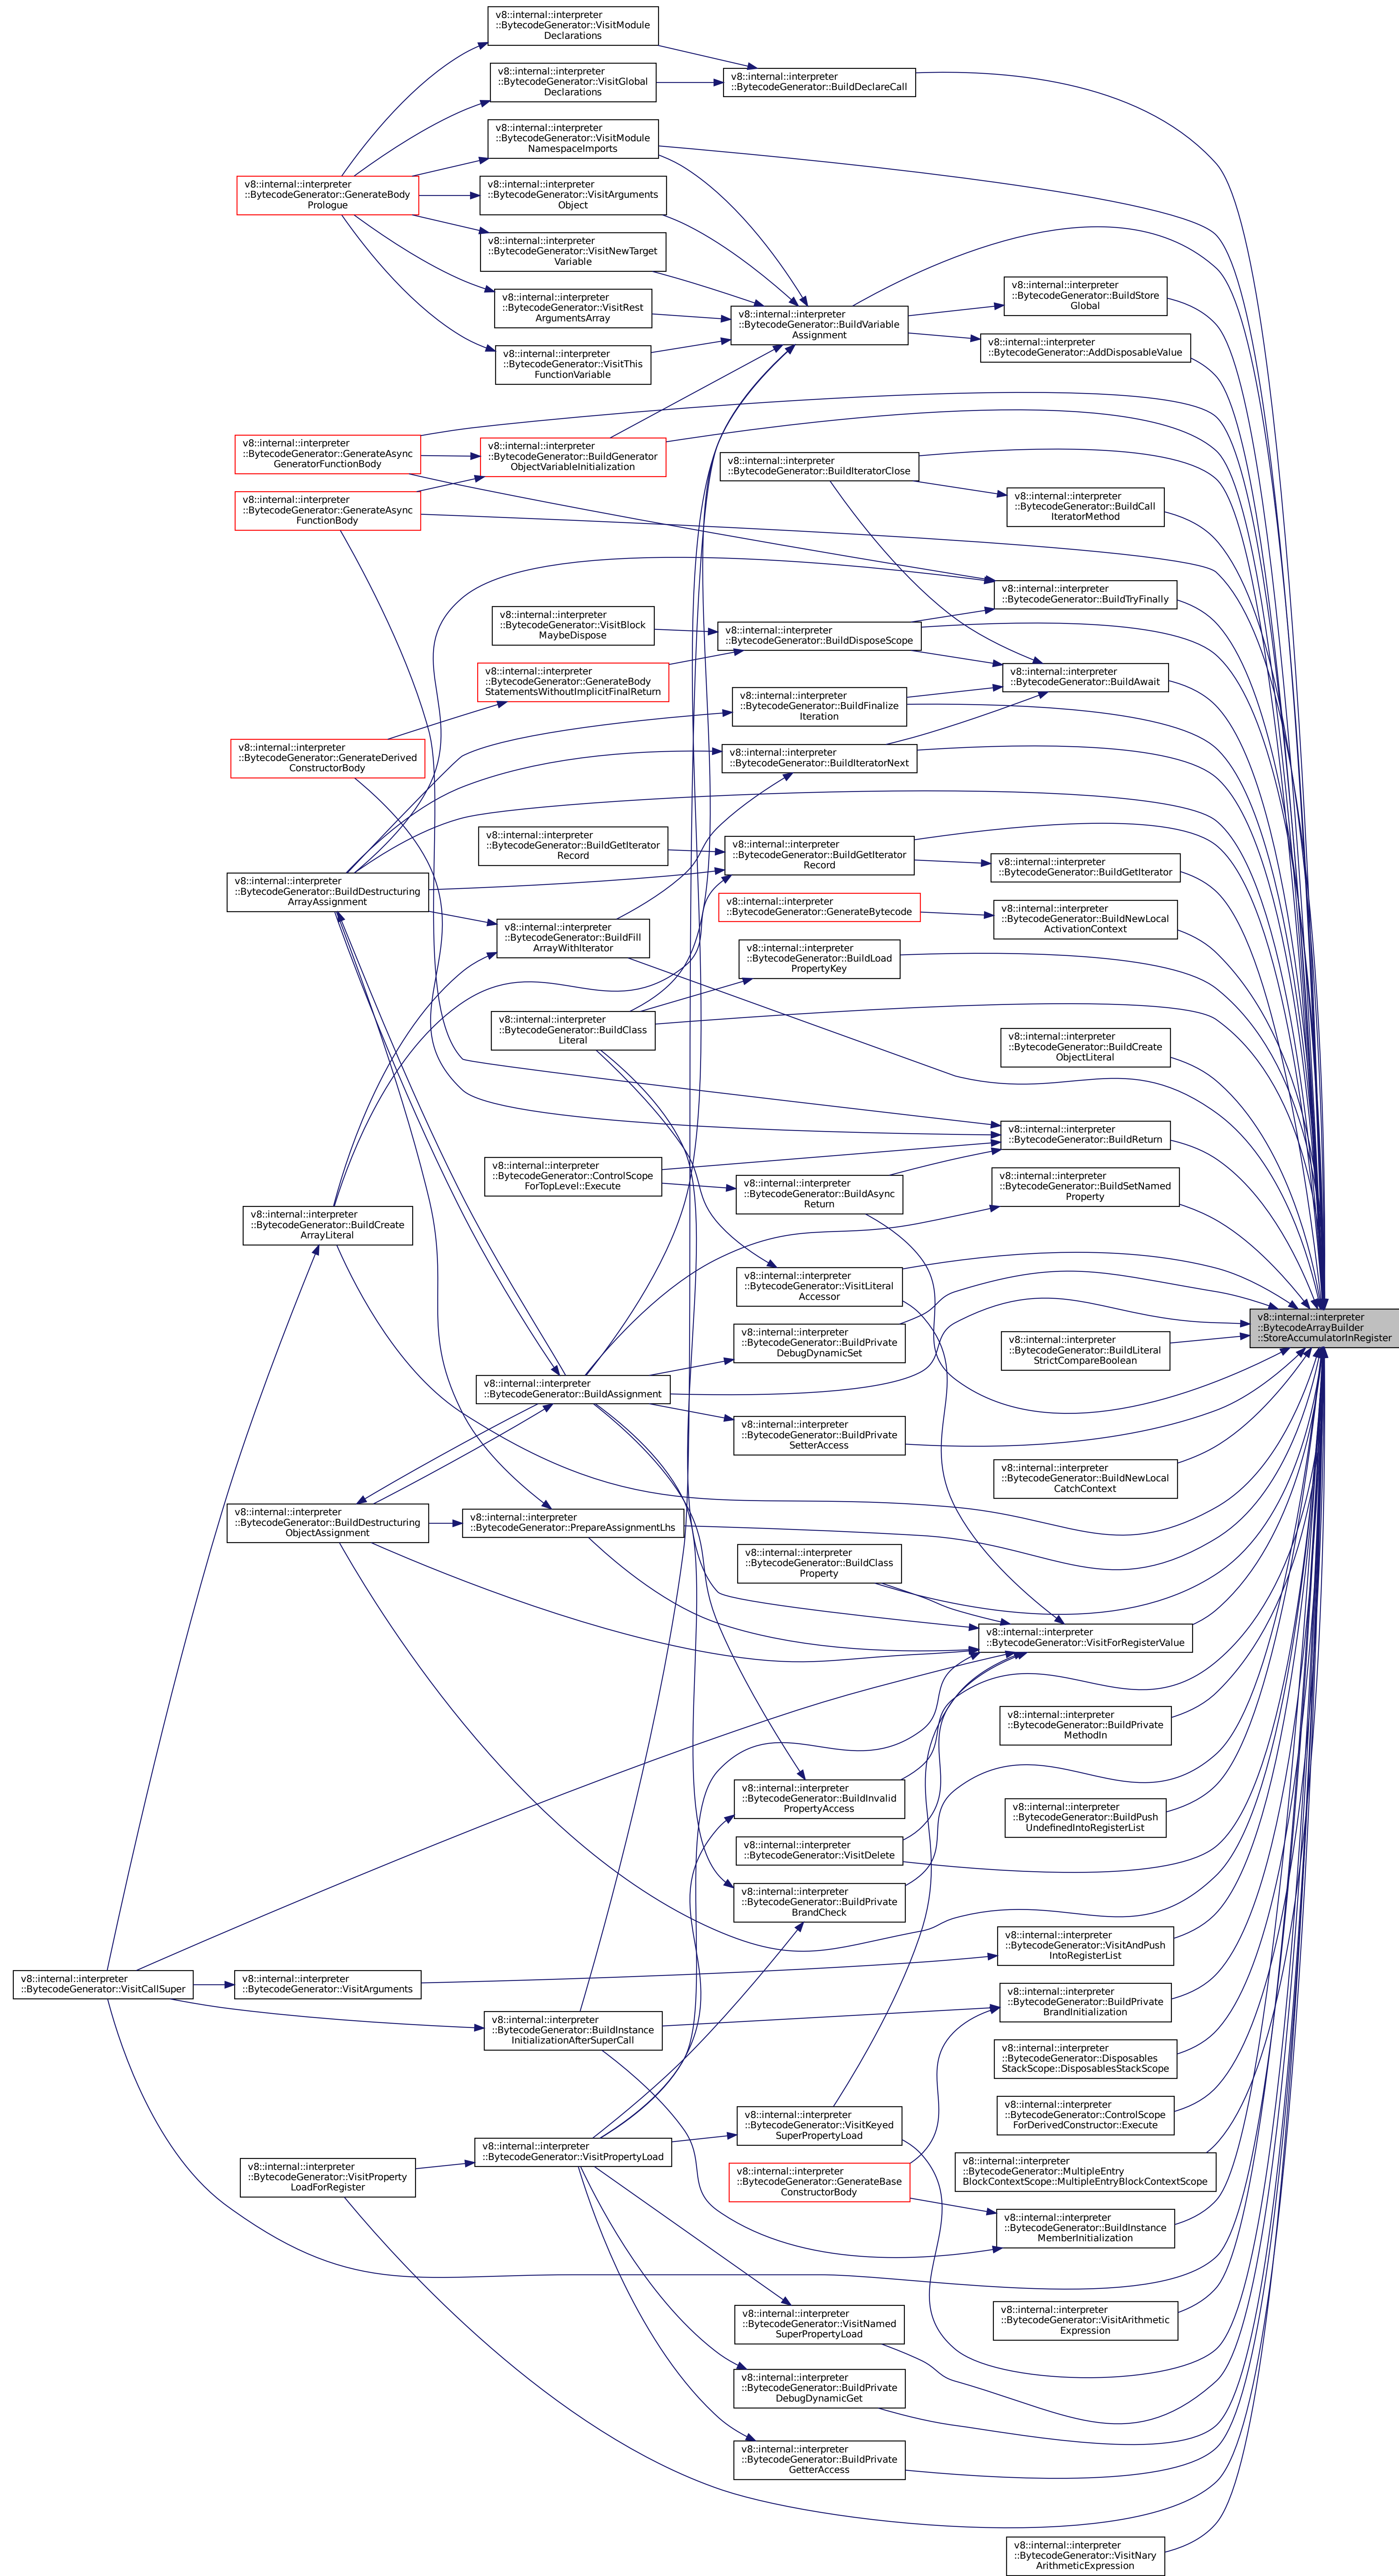 v8::internal::interpreter
::BytecodeGenerator::VisitModule
Declarations
v8::internal::interpreter
::BytecodeGenerator::VisitGlobal
Declarations
v8::internal::interpreter
::BytecodeGenerator::BuildDeclareCall
v8::internal::interpreter
::BytecodeGenerator::VisitModule
NamespaceImports
v8::internal::interpreter
::BytecodeGenerator::GenerateBody
Prologue
v8::internal::interpreter
::BytecodeGenerator::VisitArguments
Object
v8::internal::interpreter
::BytecodeGenerator::VisitNewTarget
Variable
v8::internal::interpreter
::BytecodeGenerator::VisitRest
ArgumentsArray
v8::internal::interpreter
::BytecodeGenerator::BuildVariable
Assignment
v8::internal::interpreter
::BytecodeGenerator::BuildStore
Global
v8::internal::interpreter
::BytecodeGenerator::AddDisposableValue
v8::internal::interpreter
::BytecodeGenerator::VisitThis
FunctionVariable
v8::internal::interpreter
::BytecodeGenerator::GenerateAsync
GeneratorFunctionBody
v8::internal::interpreter
::BytecodeGenerator::BuildGenerator
ObjectVariableInitialization
v8::internal::interpreter
::BytecodeGenerator::BuildIteratorClose
v8::internal::interpreter
::BytecodeGenerator::GenerateAsync
FunctionBody
v8::internal::interpreter
::BytecodeGenerator::BuildCall
IteratorMethod
v8::internal::interpreter
::BytecodeGenerator::BuildTryFinally
v8::internal::interpreter
::BytecodeGenerator::VisitBlock
MaybeDispose
v8::internal::interpreter
::BytecodeGenerator::BuildDisposeScope
v8::internal::interpreter
::BytecodeGenerator::GenerateBody
StatementsWithoutImplicitFinalReturn
v8::internal::interpreter
::BytecodeGenerator::BuildAwait
v8::internal::interpreter
::BytecodeGenerator::BuildFinalize
Iteration
v8::internal::interpreter
::BytecodeGenerator::GenerateDerived
ConstructorBody
v8::internal::interpreter
::BytecodeGenerator::BuildIteratorNext
v8::internal::interpreter
::BytecodeGenerator::BuildGetIterator
Record
v8::internal::interpreter
::BytecodeGenerator::BuildGetIterator
Record
v8::internal::interpreter
::BytecodeGenerator::BuildGetIterator
v8::internal::interpreter
::BytecodeGenerator::BuildDestructuring
ArrayAssignment
v8::internal::interpreter
::BytecodeGenerator::GenerateBytecode
v8::internal::interpreter
::BytecodeGenerator::BuildNewLocal
ActivationContext
v8::internal::interpreter
::BytecodeGenerator::BuildFill
ArrayWithIterator
v8::internal::interpreter
::BytecodeGenerator::BuildLoad
PropertyKey
v8::internal::interpreter
::BytecodeGenerator::BuildClass
Literal
v8::internal::interpreter
::BytecodeGenerator::BuildCreate
ObjectLiteral
v8::internal::interpreter
::BytecodeGenerator::BuildReturn
v8::internal::interpreter
::BytecodeGenerator::ControlScope
ForTopLevel::Execute
v8::internal::interpreter
::BytecodeGenerator::BuildAsync
Return
v8::internal::interpreter
::BytecodeGenerator::BuildSetNamed
Property
v8::internal::interpreter
::BytecodeGenerator::BuildCreate
ArrayLiteral
v8::internal::interpreter
::BytecodeGenerator::VisitLiteral
Accessor
v8::internal::interpreter
::BytecodeArrayBuilder
::StoreAccumulatorInRegister
v8::internal::interpreter
::BytecodeGenerator::BuildPrivate
DebugDynamicSet
v8::internal::interpreter
::BytecodeGenerator::BuildLiteral
StrictCompareBoolean
v8::internal::interpreter
::BytecodeGenerator::BuildAssignment
v8::internal::interpreter
::BytecodeGenerator::BuildPrivate
SetterAccess
v8::internal::interpreter
::BytecodeGenerator::BuildNewLocal
CatchContext
v8::internal::interpreter
::BytecodeGenerator::BuildDestructuring
ObjectAssignment
v8::internal::interpreter
::BytecodeGenerator::PrepareAssignmentLhs
v8::internal::interpreter
::BytecodeGenerator::BuildClass
Property
v8::internal::interpreter
::BytecodeGenerator::VisitForRegisterValue
v8::internal::interpreter
::BytecodeGenerator::BuildPrivate
MethodIn
v8::internal::interpreter
::BytecodeGenerator::BuildInvalid
PropertyAccess
v8::internal::interpreter
::BytecodeGenerator::BuildPush
UndefinedIntoRegisterList
v8::internal::interpreter
::BytecodeGenerator::VisitDelete
v8::internal::interpreter
::BytecodeGenerator::BuildPrivate
BrandCheck
v8::internal::interpreter
::BytecodeGenerator::VisitAndPush
IntoRegisterList
v8::internal::interpreter
::BytecodeGenerator::VisitCallSuper
v8::internal::interpreter
::BytecodeGenerator::VisitArguments
v8::internal::interpreter
::BytecodeGenerator::BuildPrivate
BrandInitialization
v8::internal::interpreter
::BytecodeGenerator::BuildInstance
InitializationAfterSuperCall
v8::internal::interpreter
::BytecodeGenerator::Disposables
StackScope::DisposablesStackScope
v8::internal::interpreter
::BytecodeGenerator::ControlScope
ForDerivedConstructor::Execute
v8::internal::interpreter
::BytecodeGenerator::VisitKeyed
SuperPropertyLoad
v8::internal::interpreter
::BytecodeGenerator::VisitPropertyLoad
v8::internal::interpreter
::BytecodeGenerator::VisitProperty
LoadForRegister
v8::internal::interpreter
::BytecodeGenerator::MultipleEntry
BlockContextScope::MultipleEntryBlockContextScope
v8::internal::interpreter
::BytecodeGenerator::GenerateBase
ConstructorBody
v8::internal::interpreter
::BytecodeGenerator::BuildInstance
MemberInitialization
v8::internal::interpreter
::BytecodeGenerator::VisitArithmetic
Expression
v8::internal::interpreter
::BytecodeGenerator::VisitNamed
SuperPropertyLoad
v8::internal::interpreter
::BytecodeGenerator::BuildPrivate
DebugDynamicGet
v8::internal::interpreter
::BytecodeGenerator::BuildPrivate
GetterAccess
v8::internal::interpreter
::BytecodeGenerator::VisitNary
ArithmeticExpression